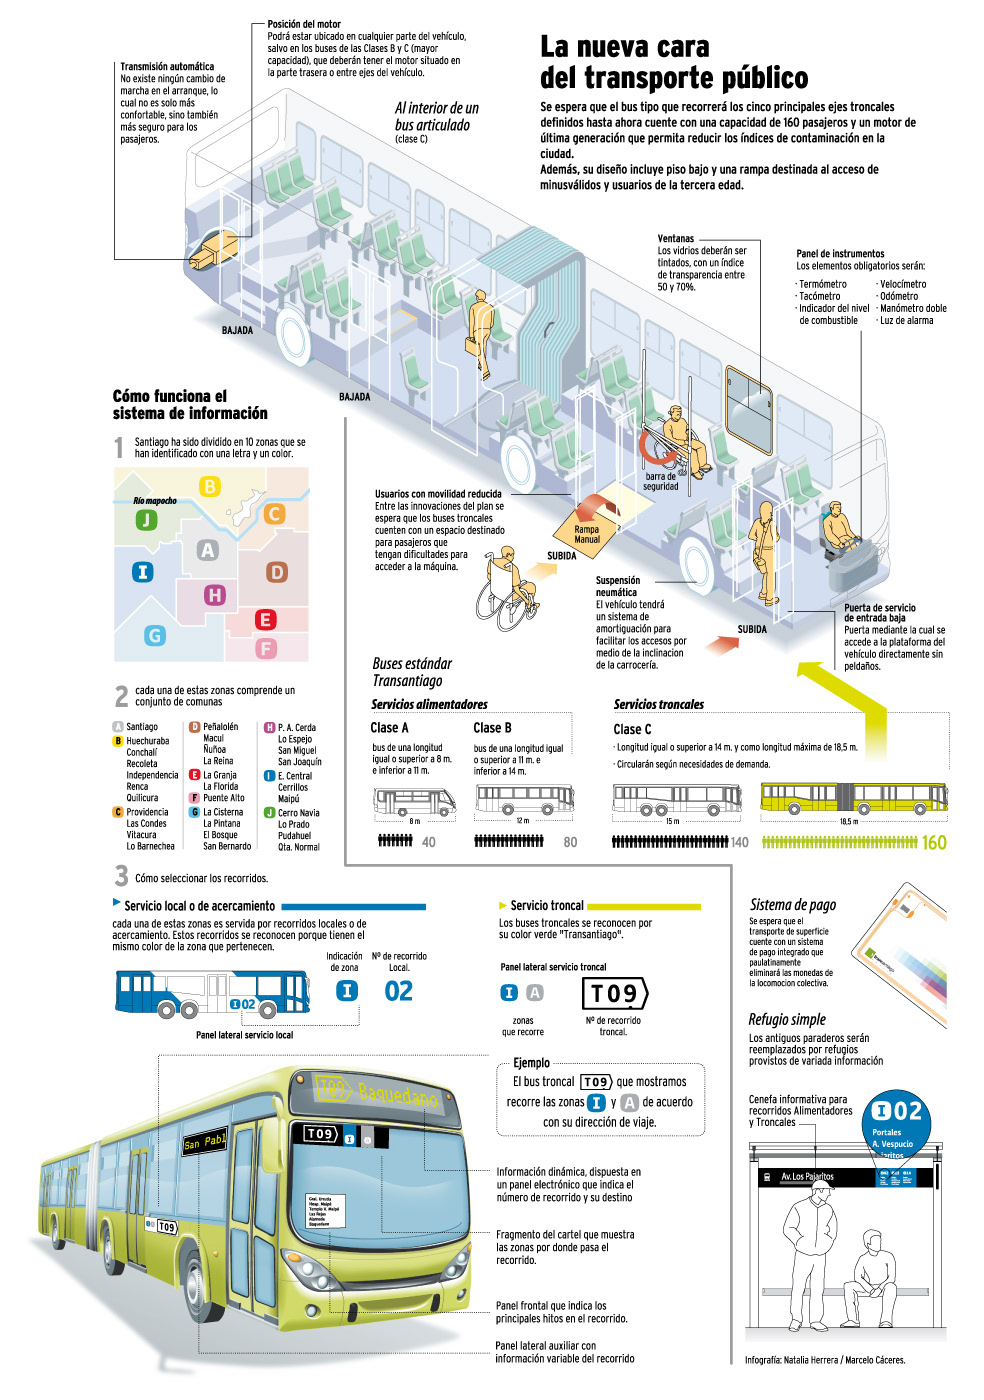 La nueva cara
del transporte público
Se espera que el bus tipo que recorrerá los cinco principales ejes troncales
definidos hasta ahora cuente con una capacidad de 160 pasajeros y un motor de
última generación que permita reducir los índices de contaminación en la
ciudad.
Además, su diseño incluye piso bajo y una rampa destinada al acceso de
minusválidos y usuarios de la tercera edad.
Posición del motor
Podrá estar ubicado en cualquier parte del vehículo,
salvo en los buses de las Clases B y C (mayor
capacidad), que deberán tener el motor situado en
la parte trasera o entre ejes del vehículo.
Transmisión automática
No existe ningún cambio de
marcha en el arranque, lo
cual no es solo más
confortable, sino también
más seguro para los
pasajeros.
Al interior de un
bus articulado
(clase C)
Ventanas
Los vidrios deberán ser
tintados, con un índice
de transparencia entre
50 y 70%.
Panel de instrumentos
Los elementos obligatorios serán:
· Termómetro
· Tacómetro
· Indicador del nivel
de combustible
· Velocímetro
· Odómetro
· Manómetro doble
· Luz de alarma
BAJADA
BAJADA
barra de
seguridad
Usuarios con movilidad reducida
Entre las innovaciones del plan se
espera que los buses troncales
cuenten con un espacio destinado
para pasajeros que
tengan dificultades para
acceder a la máquina.
Rampa
Manual
SUBIDA
Suspensión
neumática
El vehículo tendrá
un sistema de
amortiguación para
facilitar los accesos por
medio de la inclinacion
de la carrocería.
SUBIDA
Puerta de servicio
de entrada baja
Puerta mediante la cual se
accede a la plataforma del
vehículo directamente sin
peldaños.
Cómo funciona el
sistema de información
1 Santiago ha sido dividido en 10 zonas que se
han identificado con una letra y un color.
B
Río mapocho
J
C
A
I
D
H
E
G
F
2 cada una de estas zonas comprende un
conjunto de comunas
A Santiago
B Huechuraba
Conchalí
Recoleta
Independencia
Renca
Quilicura
C Providencia
Las Condes
Vitacura
Lo Barnechea
D Peñalolén
Macul
Ñuñoa
La Reina
E La Granja
La Florida
F Puente Alto
G La Cisterna
La Pintana
El Bosque
San Bernardo
H P. A. Cerda
Lo Espejo
San Miguel
San Joaquín
I E. Central
Cerrillos
Maipú
J Cerro Navia
Lo Prado
Pudahuel
Qta. Normal
Buses estándar
Transantiago
Servicios alimentadores
Clase A
bus de una longitud
igual o superior a 8 m.
e inferior a 11 m.
8 m
40
Clase B
bus de una longitud igual
o superior a 11 m. e
inferior a 14 m.
12 m
80
Servicios troncales
Clase C
· Longitud igual o superior a 14 m. y como longitud máxima de 18,5 m.
· Circularán según necesidades de demanda.
15 m
140
18,5 m
160
3 Cómo seleccionar los recorridos.
Servicio local o de acercamiento
cada una de estas zonas es servida por recorridos locales o de
acercamiento. Estos recorridos se reconocen porque tienen el
mismo color de la zona que pertenecen.
Indicación
de zona
Nº de recorrido
Local.
I 02
I 02
Panel lateral servicio local
Servicio troncal
Los buses troncales se reconocen por
su color verde "Transantiago".
Panel lateral servicio troncal
I A
T09
zonas
que recorre
Nº de recorrido
troncal.
Ejemplo
El bus troncal T09 que mostramos
recorre las zonas I y A de acuerdo
con su dirección de viaje.
T09 Baquedano
T09 I A
San Pabl
T09
Gral. Urrutia
Hosp. Maipú
Templo V. Maipú
Las Rejas
Alameda
Baquedano
Información dinámica, dispuesta en
un panel electrónico que indica el
número de recorrido y su destino
Fragmento del cartel que muestra
las zonas por donde pasa el
recorrido.
Panel frontal que indica los
principales hitos en el recorrido.
Panel lateral auxiliar con
información variable del recorrido
Sistema de pago
Se espera que el
transporte de superficie
cuente con un sistema
de pago integrado que
paulatinamente
eliminará las monedas de
la locomocion colectiva.
Refugio simple
Los antiguos paraderos serán
reemplazados por refugios
provistos de variada información
Cenefa informativa para
recorridos Alimentadores
y Troncales
I 02
Portales
A. Vespucio
Av. Los Pajaritos
Infografía: Natalia Herrera / Marcelo Cáceres.